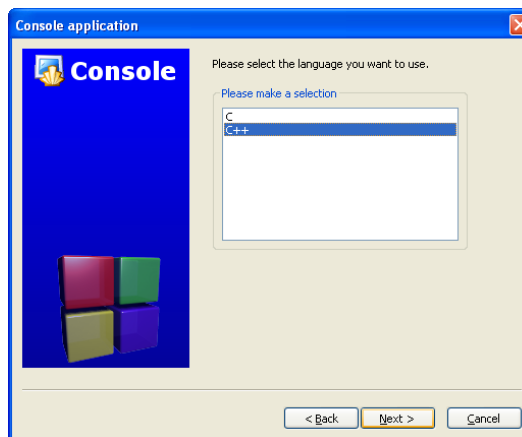 Console application
Console
Please select the language you want to use.
Please make a selection
C
C++
< Back
Next >
Cancel